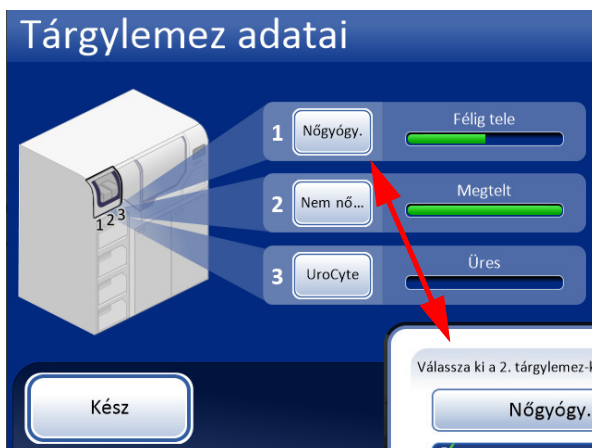 Tárgylemez adatai
1 Nőgyógy. Félig tele
2 Nem nő... Megtelt
3 UroCyte Üres
1 2 3
Válassza ki a 2. tárgylemez-
Nőgyógy.
Kész